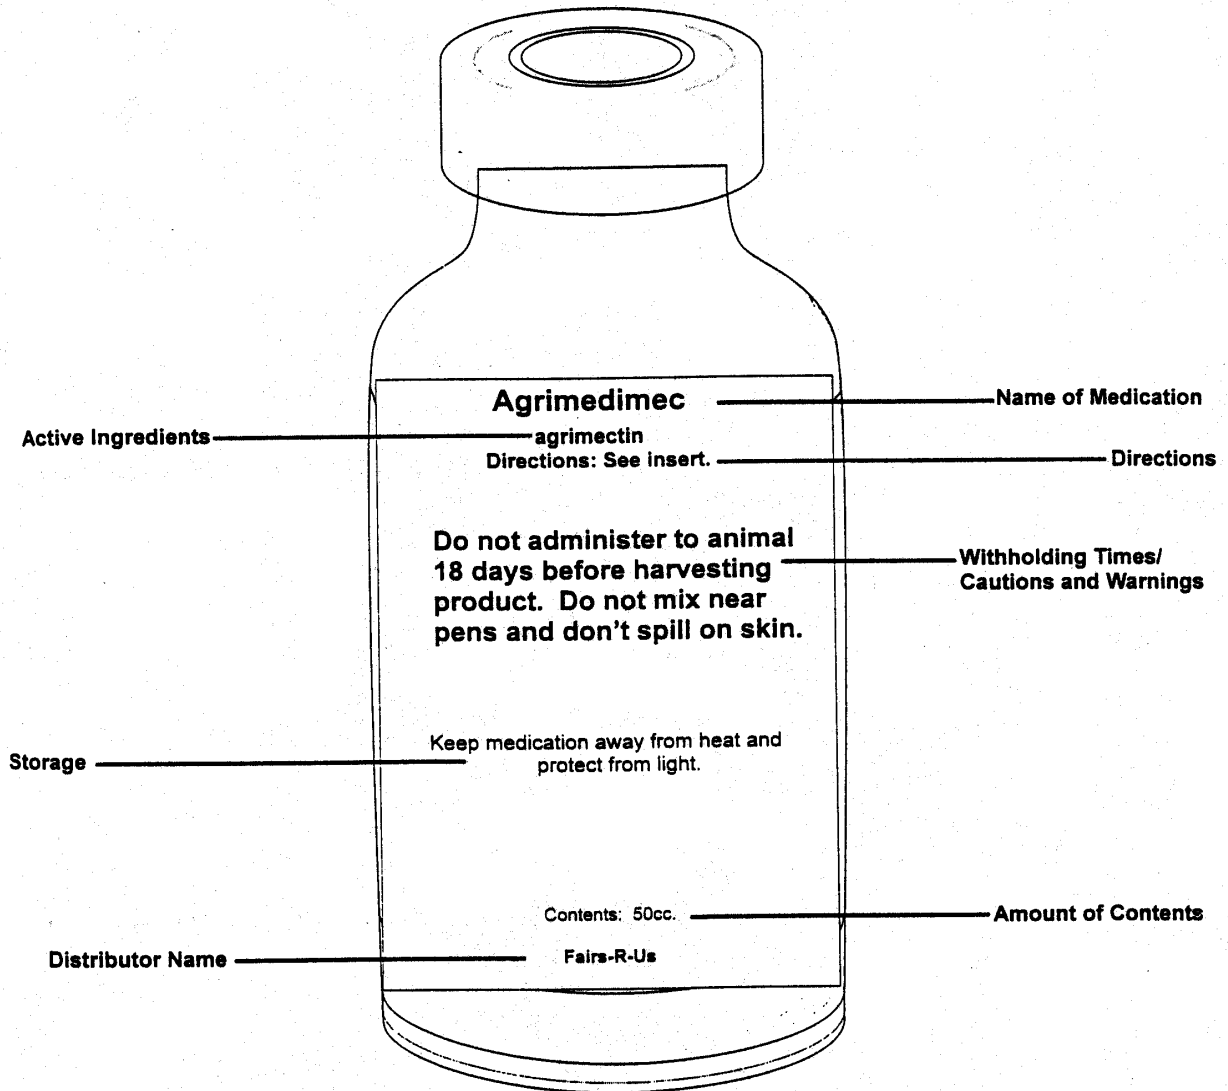 Agrimedimec
Name of Medication
Active Ingredients
agrimectin
Directions: See insert.
Directions
Do not administer to animal
18 days before harvesting
product. Do not mix near
pens and don't spill on skin.
Withholding Times/
Cautions and Warnings
Storage
Keep medication away from heat and
protect from light.
Contents: 50cc.
Amount of Contents
Distributor Name
Fairs-R-Us